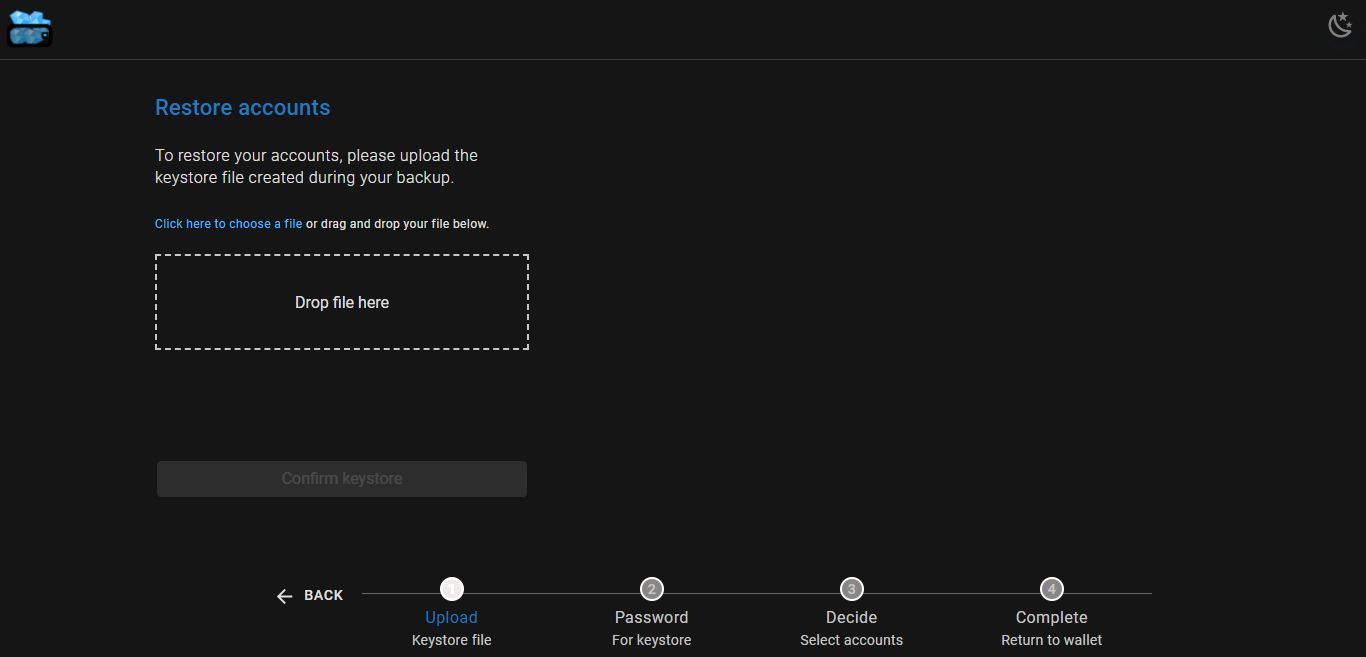 Restore accounts
To restore your accounts, please upload the
keystore file created during your backup.
Click here to choose a file or drag and drop your file below.
Drop file here
Confirm keystore
BACK
1
2
3
4
Upload
Password
Decide
Complete
Keystore file
For keystore
Select accounts
Return to wallet